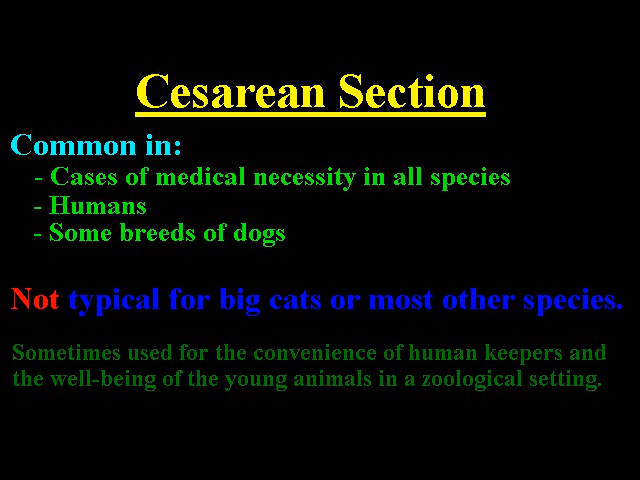 Cesarean Section
Common in:
- Cases of medical necessity in all species
- Humans
- Some breeds of dogs
Not typical for big cats or most other species.
Sometimes used for the convenience of human keepers and
the well-being of the young animals in a zoological setting.